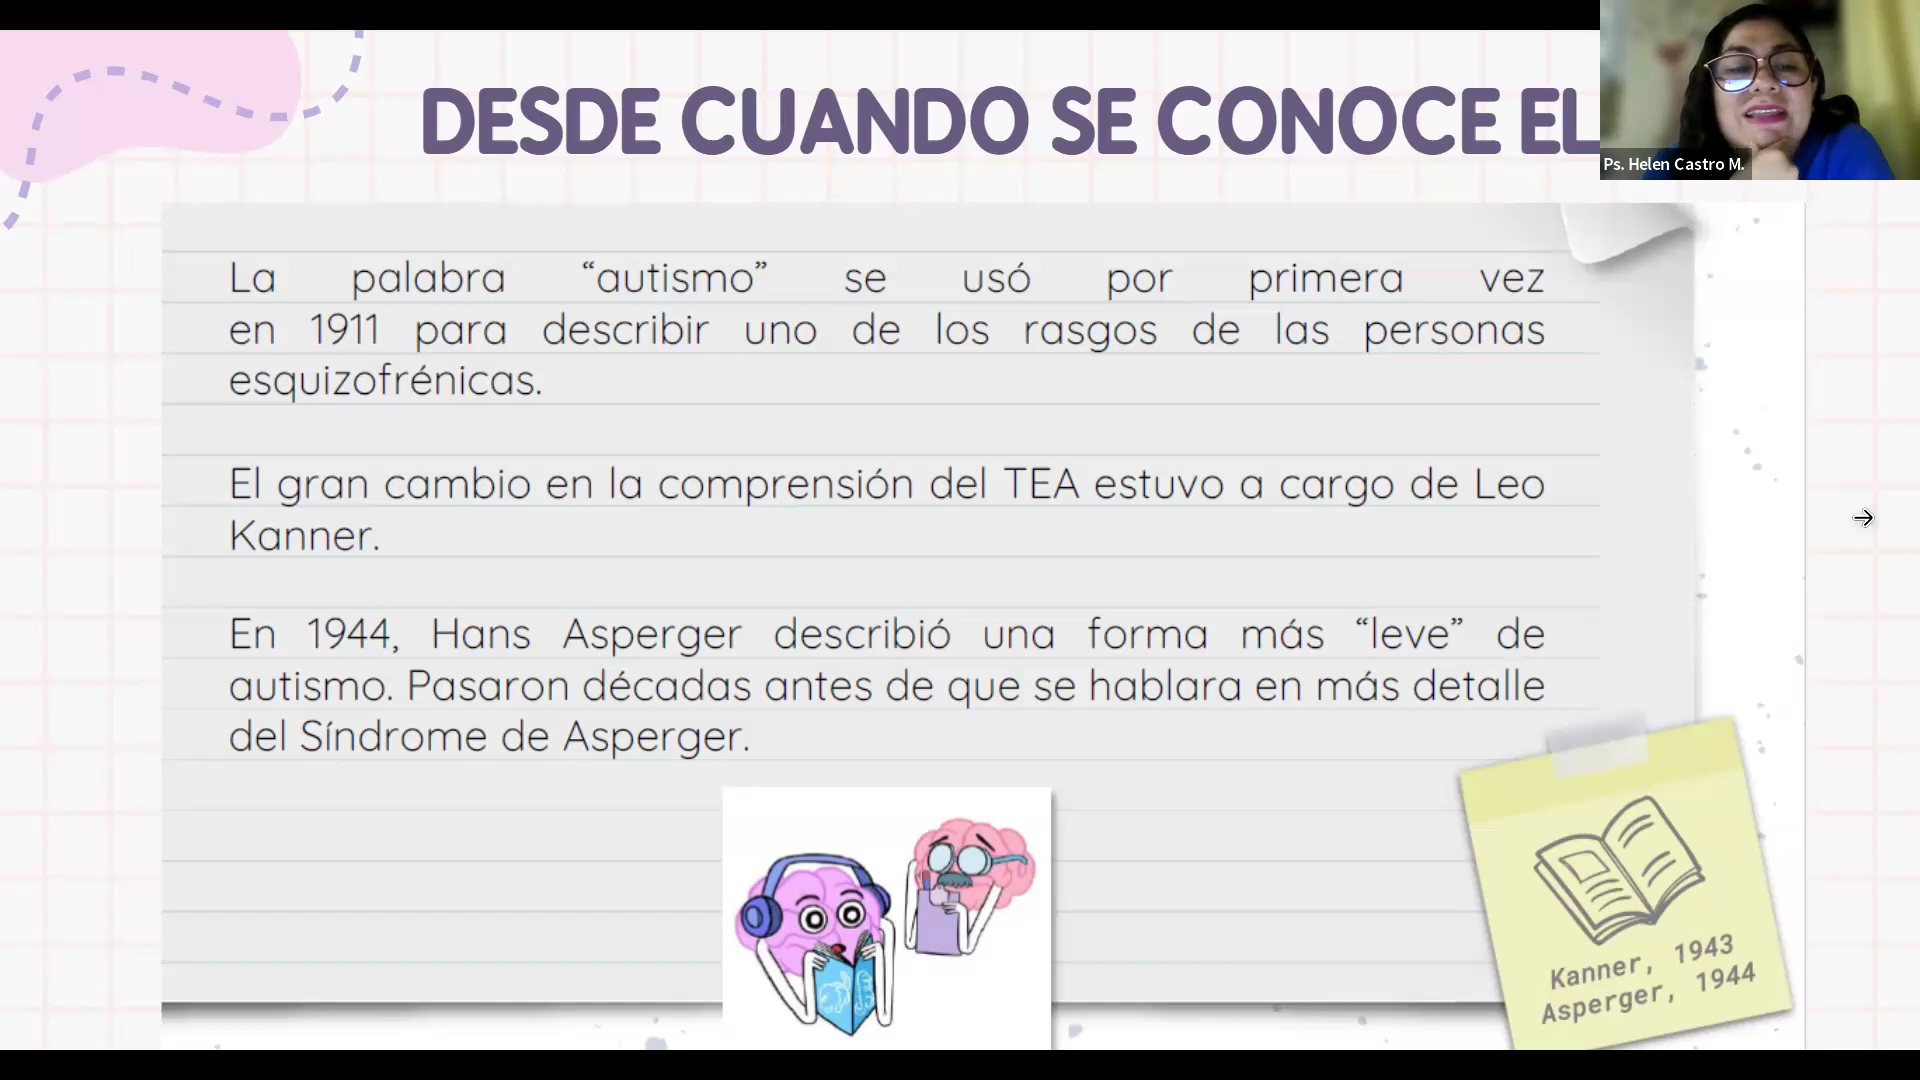 DESDE CUANDO SE CONOCE EL
Ps. Helen Castro M.
La palabra “autismo” se usó por primera vez
en 1911 para describir uno de los rasgos de las personas
esquizofrénicas.
El gran cambio en la comprensión del TEA estuvo a cargo de Leo
Kanner.
En 1944, Hans Asperger describió una forma más “leve” de
autismo. Pasaron décadas antes de que se hablara en más detalle
del Síndrome de Asperger.
Kanner, 1943
Asperger, 1944